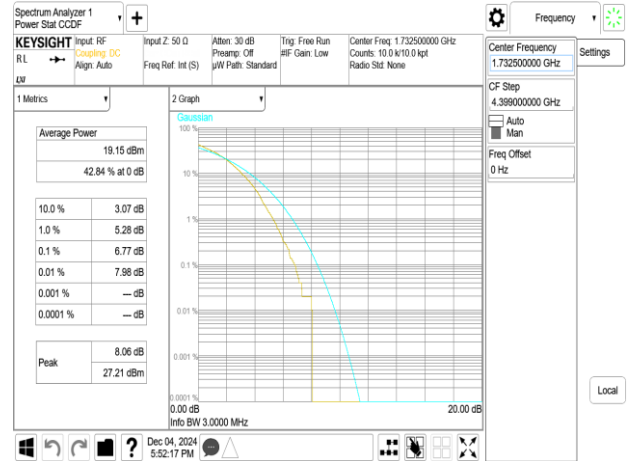 Spectrum Analyzer 1
Power Stat CCDF
+
Frequency
KEYSIGHT
RL
LXI
Input: RF
Coupling: DC
Align: Auto
Input Z: 50 Ω
Freq Ref: Int (S)
Atten: 30 dB
Preamp: Off
µW Path: Standard
Trig: Free Run
#IF Gain: Low
Center Freq: 1.732500000 GHz
Counts: 10.0 k/10.0 kpt
Radio Std: None
Center Frequency
1.732500000 GHz
Settings
CF Step
4.399000000 GHz
Auto
Man
Freq Offset
0 Hz
1 Metrics
2 Graph
Average Power
19.15 dBm
42.84 % at 0 dB
10.0 % 3.07 dB
1.0 % 5.28 dB
0.1 % 6.77 dB
0.01 % 7.98 dB
0.001 % --- dB
0.0001 % --- dB
Peak
8.06 dB
27.21 dBm
Gaussian
100 %
10 %
1 %
0.1 %
0.01 %
0.001 %
0.0001 %
0.00 dB 20.00 dB
Info BW 3.0000 MHz
Local
?
Dec 04, 2024
5:52:17 PM